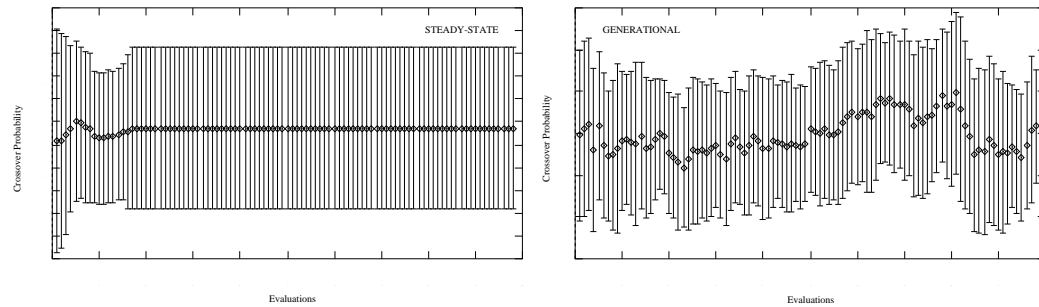 STEADY-STATE
Crossover Probability
Evaluations
GENERATIONAL
Crossover Probability
Evaluations